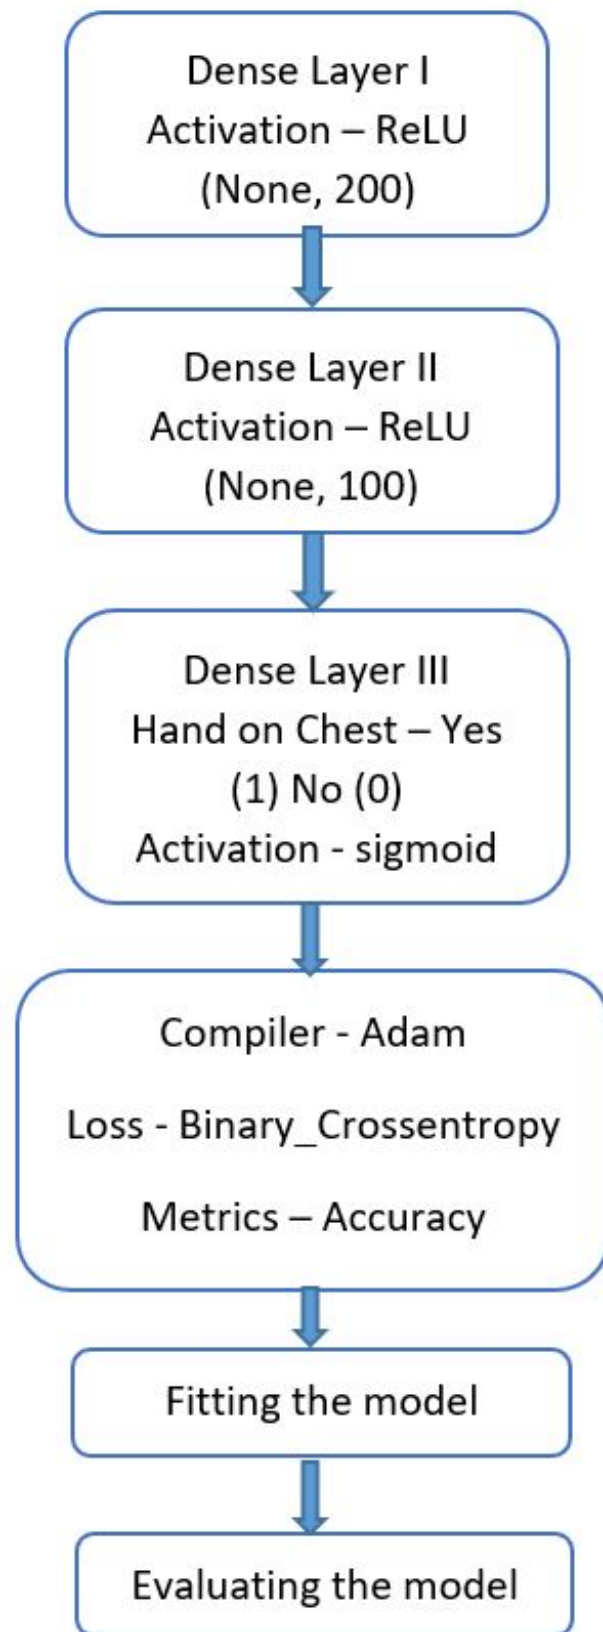 Dense Layer I
Activation – ReLU
(None, 200)
Dense Layer II
Activation – ReLU
(None, 100)
Dense Layer III
Hand on Chest – Yes
(1) No (0)
Activation - sigmoid
Compiler - Adam
Loss - Binary_Crossentropy
Metrics – Accuracy
Fitting the model
Evaluating the model